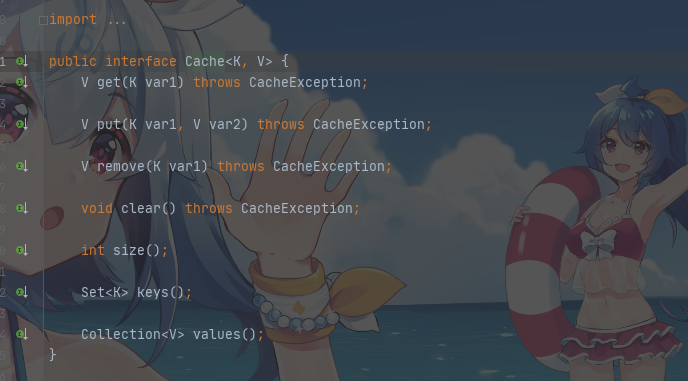 import ...
public interface Cache<K, V> {
V get(K var1) throws CacheException;
V put(K var1, V var2) throws CacheException;
V remove(K var1) throws CacheException;
void clear() throws CacheException;
int size();
Set<K> keys();
Collection<V> values();
}